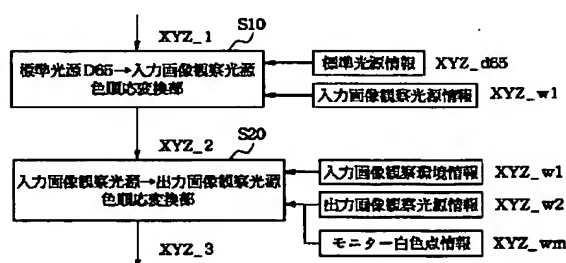 XYZ_1
S10
標準光源D65→入力画像観察光源
色順応変換部
標準光源情報 XYZ_d65
入力画像観察光源情報 XYZ_w1
XYZ_2
S20
入力画像観察光源→出力画像観察光源
色順応変換部
入力画像観察環境情報 XYZ_w1
出力画像観察光源情報 XYZ_w2
モニター白色点情報 XYZ_wm
XYZ_3